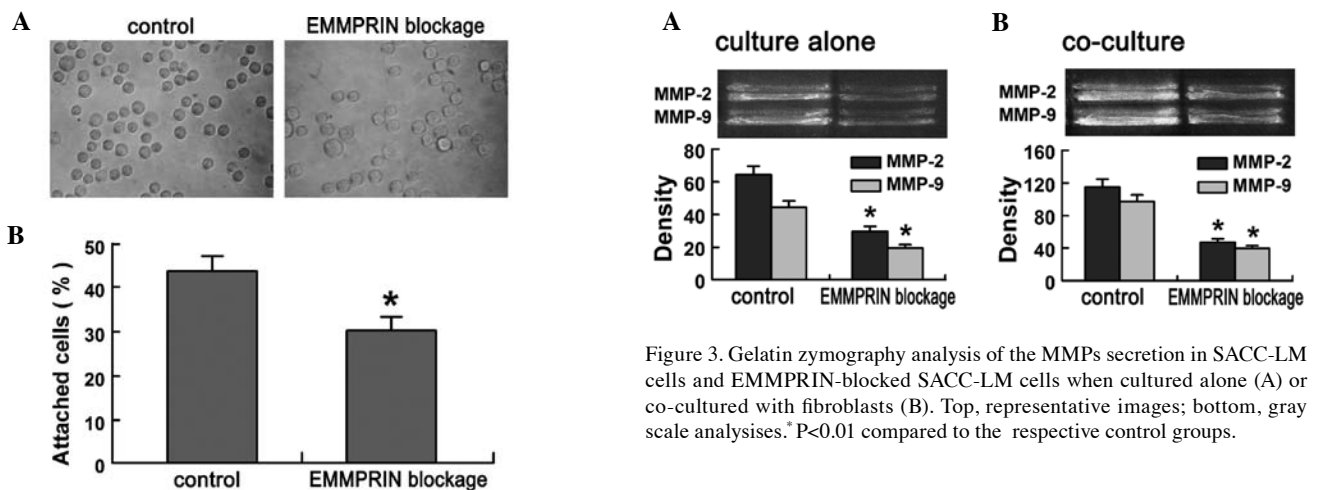 A
control EMMPRIN blockage
B
Attached cells ( % )
50
40
30
20
10
0
*
control EMMPRIN blockage
A
culture alone
MMP-2
MMP-9
Density
80
60
40
20
0
MMP-2
MMP-9
* *
control EMMPRIN blockage
B
co-culture
MMP-2
MMP-9
Density
160
120
80
40
0
MMP-2
MMP-9
* *
control EMMPRIN blockage
Figure 3. Gelatin zymography analysis of the MMPs secretion in SACC-LM
cells and EMMPRIN-blocked SACC-LM cells when cultured alone (A) or
co-cultured with fibroblasts (B). Top, representative images; bottom, gray
scale analysises.*P<0.01 compared to the respective control groups.